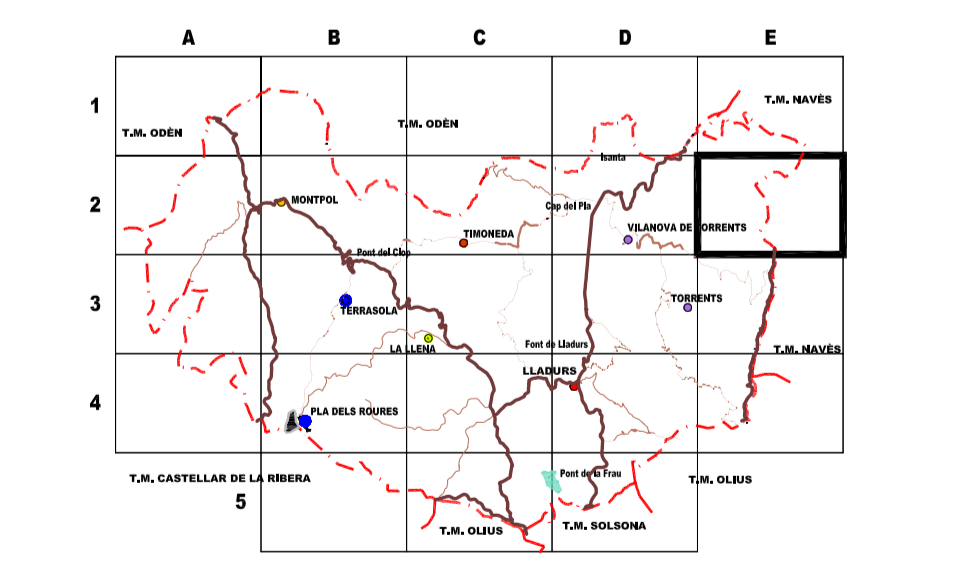 A B C D E
1
T.M. NAVÈS
T.M. ODÈN
T.M. ODÈN
Isanta
2
MONTPOL
Cap del Pla
VILANOVA DE TORRENTS
TIMONEDA
Pont del Clop
3
TORRENTS
TERRASOLA
Font de Lladurs
LA LLENA
T.M. NAVÈS
LLADURS
4
PLA DELS ROURES
T.M. CASTELLAR DE LA RIBERA
Pont de la Frau
T.M. OLIUS
5
T.M. OLIUS
T.M. SOLSONA